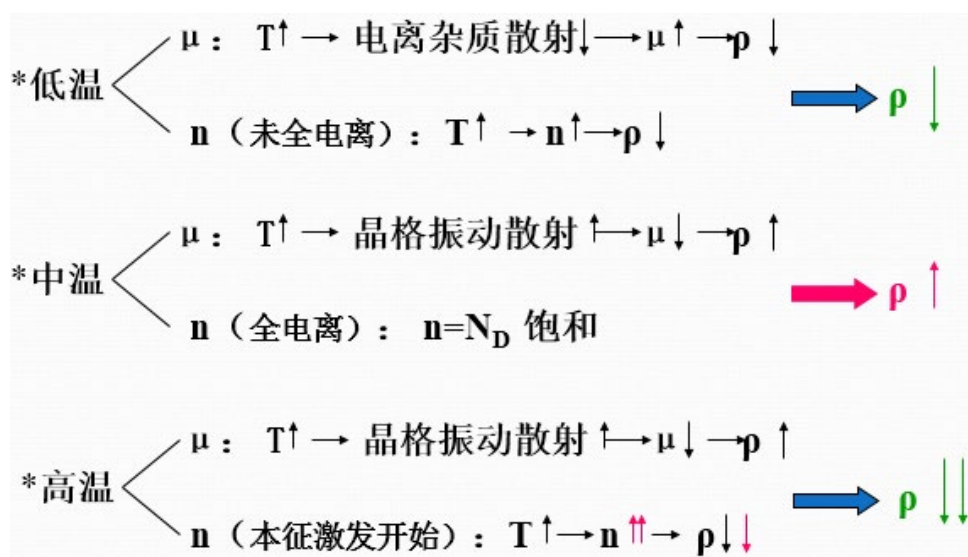 μ： T↑→ 电离杂质散射↓→μ↑→ρ↓
*低温
→ ρ↓
n（未全电离）：T↑→n↑→ρ↓
μ： T↑→ 晶格振动散射↑→μ↓→ρ↑
*中温
→ ρ↑
n（全电离）： n=N_D 饱和
μ： T↑→ 晶格振动散射↑→μ↓→ρ↑
*高温
→ ρ↓↓
n（本征激发开始）：T↑→n↑↑→ρ↓↓